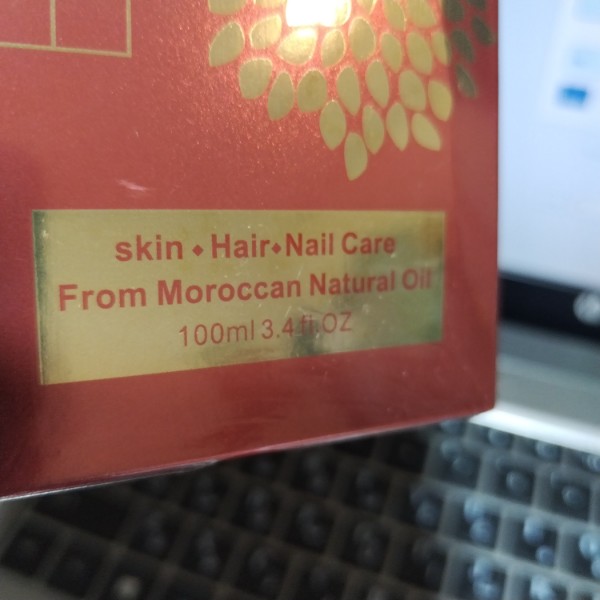 skin ⬥ Hair⬥Nail Care
From Moroccan Natural Oil
100ml 3.4 fl.OZ